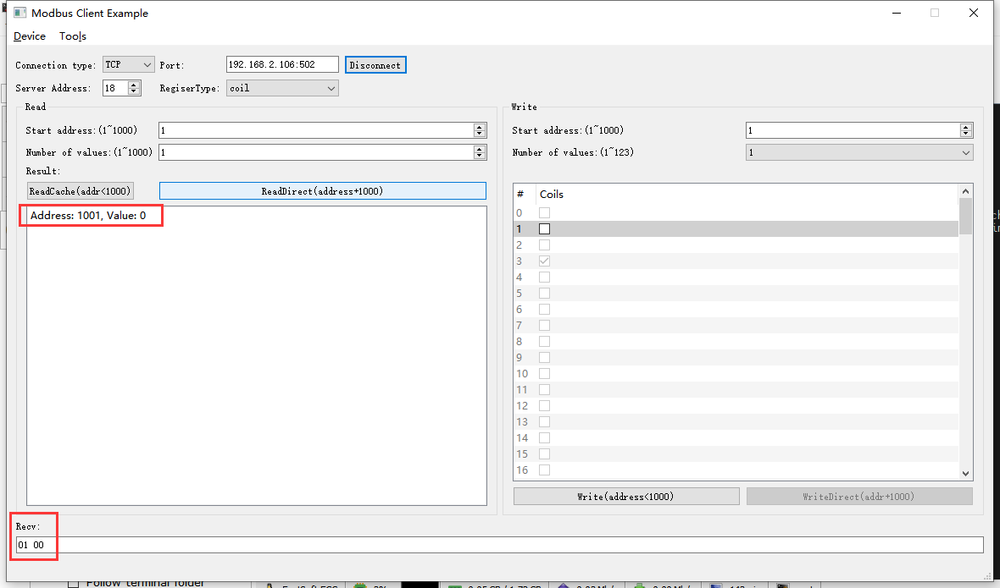 Modbus Client Example
Device Tools
Connection type: TCP Port: 192.168.2.106:502 Disconnect
Server Address: 18 RegiserType: coil
Read
Start address:(1~1000) 1
Number of values:(1~1000) 1
Result:
ReadCache(addr<1000) ReadDirect(address+1000)
Address: 1001, Value: 0
Write
Start address:(1~1000) 1
Number of values:(1~123) 1
# Coils
0
1
2
3
4
5
6
7
8
9
10
11
12
13
14
15
16
Write(address<1000) WriteDirect(addr+1000)
Recv:
01 00
Follow terminal folder